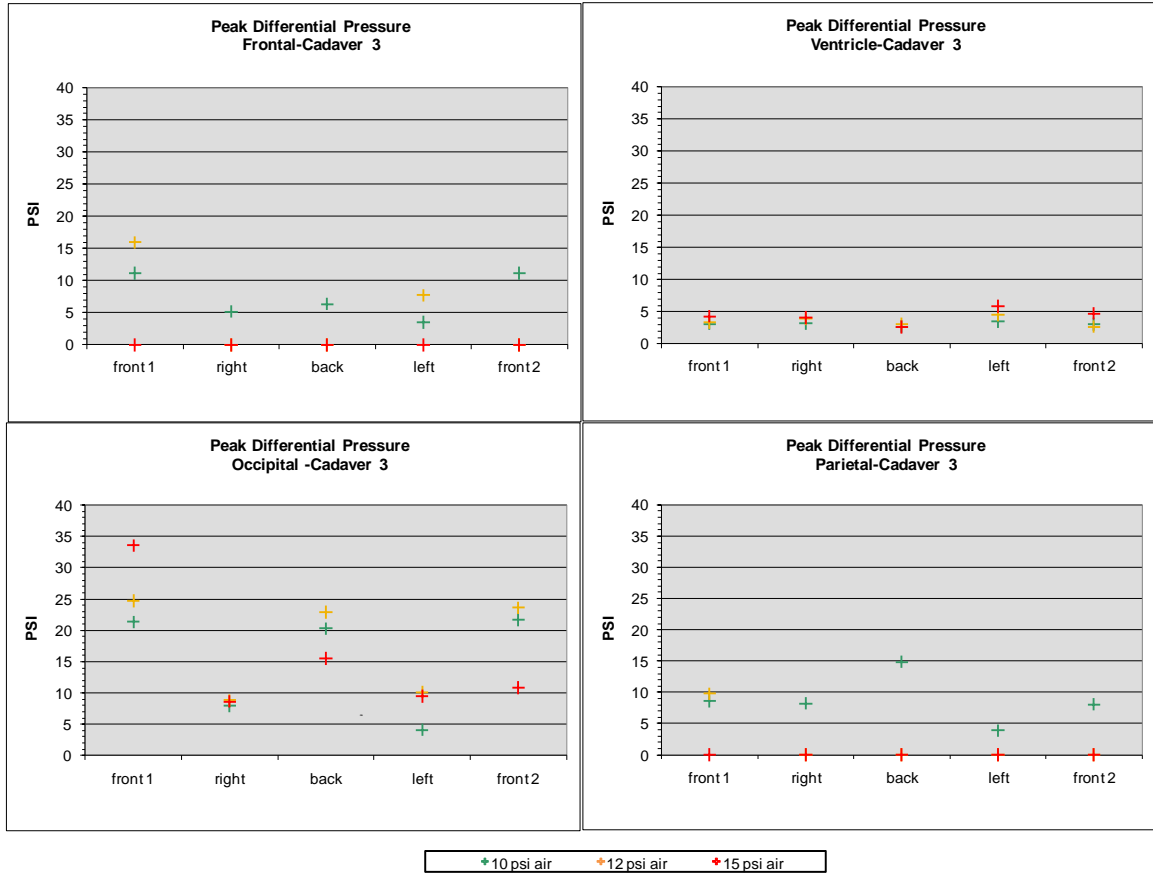 Peak Differential Pressure
Frontal-Cadaver 3
40
35
30
25
20
15
10
5
0
PSI
front 1 right back left front 2
Peak Differential Pressure
Ventricle-Cadaver 3
40
35
30
25
20
15
10
5
0
PSI
front 1 right back left front 2
Peak Differential Pressure
Occipital -Cadaver 3
40
35
30
25
20
15
10
5
0
PSI
front 1 right back left front 2
Peak Differential Pressure
Parietal-Cadaver 3
40
35
30
25
20
15
10
5
0
PSI
front 1 right back left front 2
10 psi air 12 psi air 15 psi air